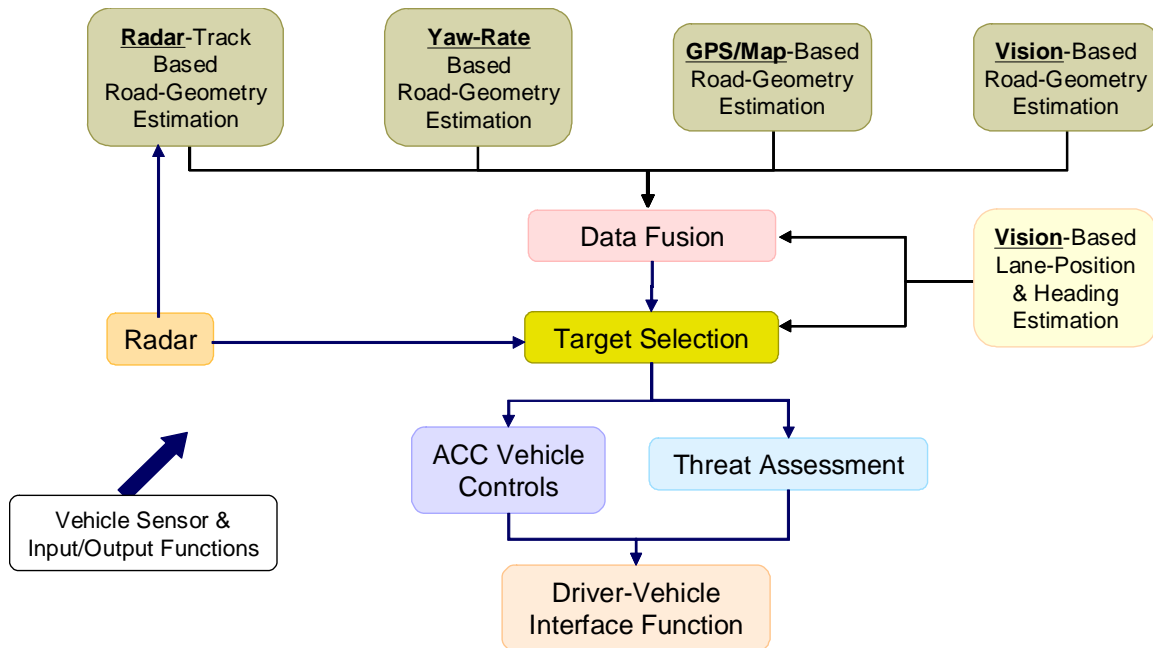 Radar-Track
Based
Road-Geometry
Estimation
Yaw-Rate
Based
Road-Geometry
Estimation
GPS/Map-Based
Road-Geometry
Estimation
Vision-Based
Road-Geometry
Estimation
Data Fusion
Vision-Based
Lane-Position
& Heading
Estimation
Radar
Target Selection
ACC Vehicle
Controls
Threat Assessment
Vehicle Sensor &
Input/Output Functions
Driver-Vehicle
Interface Function